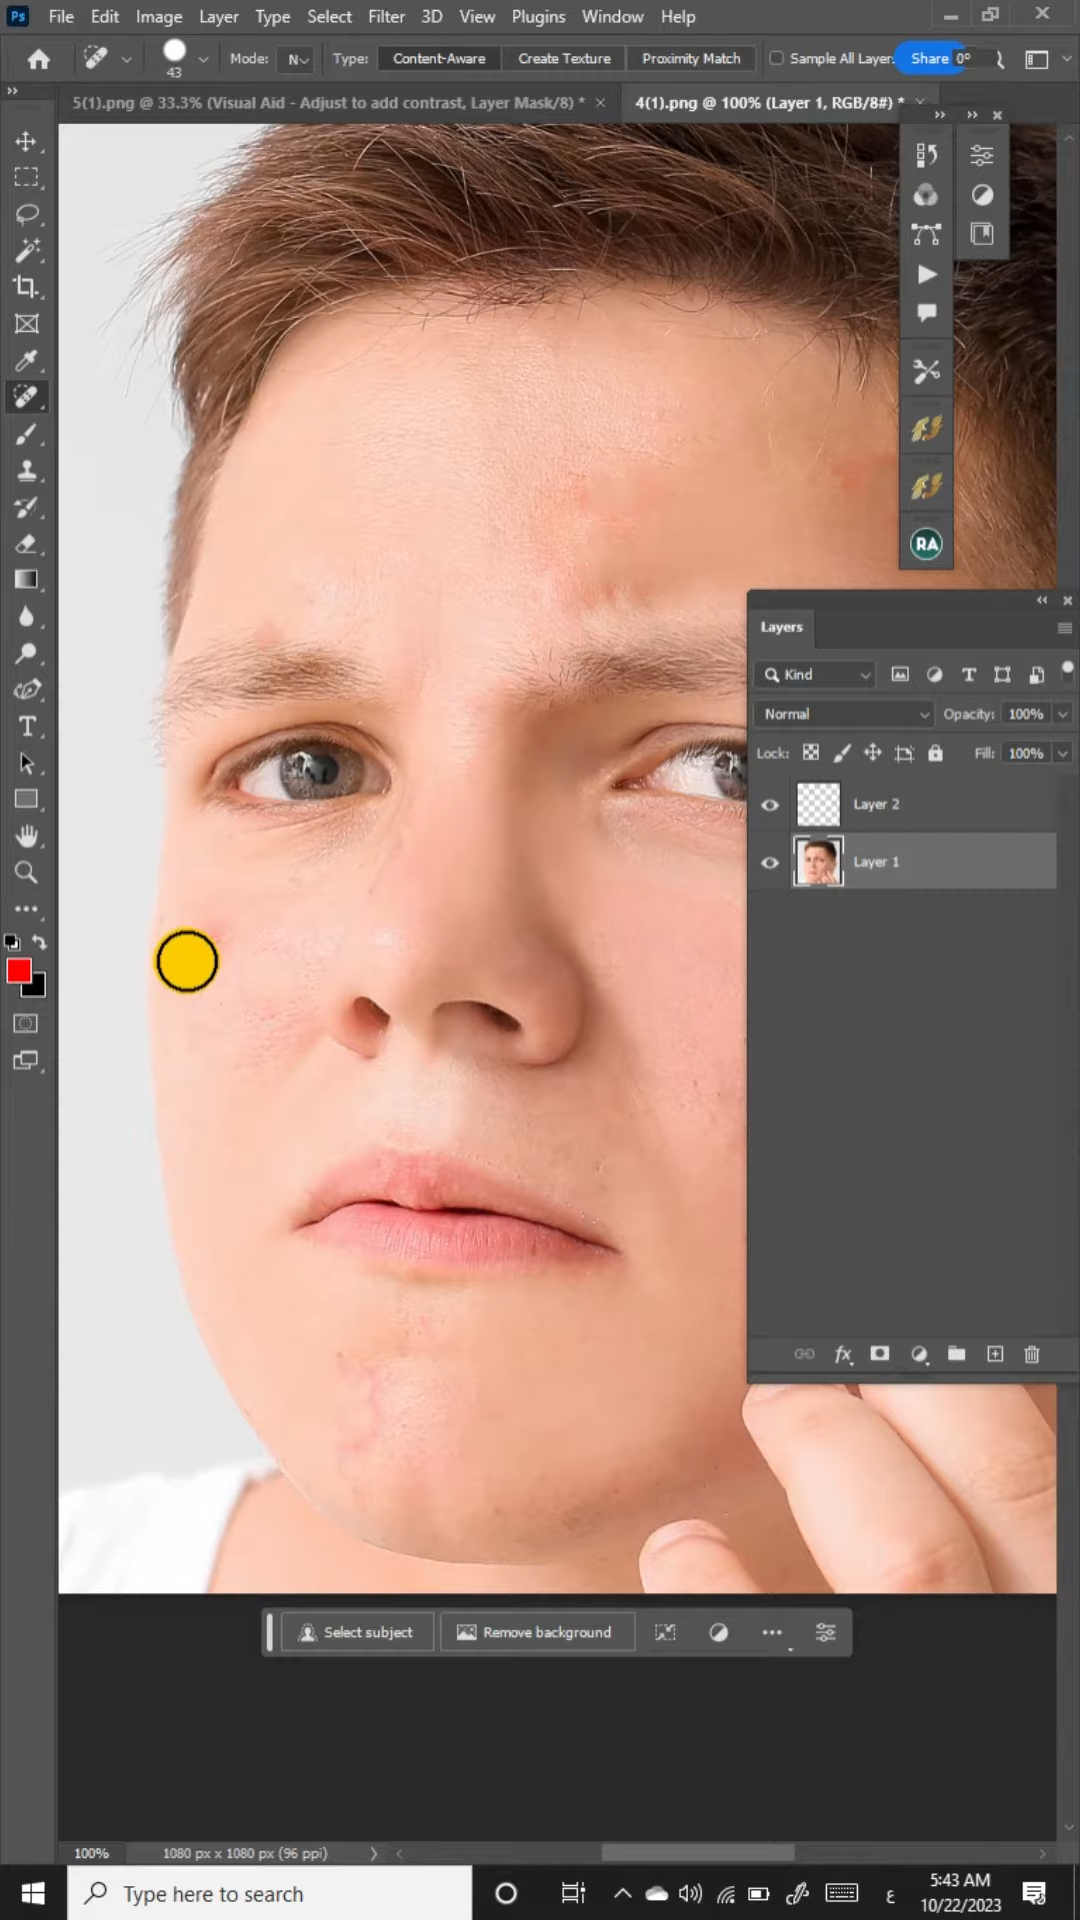 Ps File Edit Image Layer Type Select Filter 3D View Plugins Window Help
43 Mode: N Type: Content-Aware Create Texture Proximity Match Sample All Layer Share 0°
5(1).png @ 33.3% (Visual Aid - Adjust to add contrast, Layer Mask/8) * 4(1).png @ 100% (Layer 1, RGB/8#) *
RA
Layers
Kind
Normal Opacity: 100%
Lock: Fill: 100%
Layer 2
Layer 1
fx
Select subject Remove background
100% 1080 px x 1080 px (96 ppi)
Type here to search
ع
5:43 AM
10/22/2023